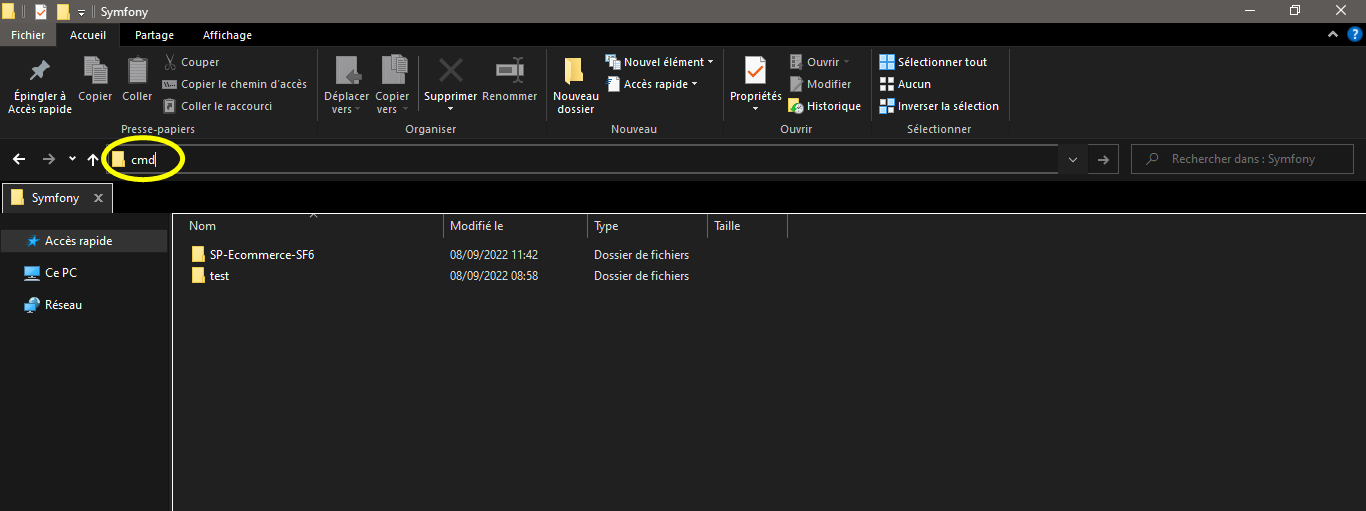 Symfony
Fichier Accueil Partage Affichage
Épingler à Accès rapide
Copier
Coller
Couper
Copier le chemin d'accès
Coller le raccourci
Presse-papiers
Déplacer vers
Copier vers
Supprimer
Renommer
Organiser
Nouveau dossier
Nouvel élément
Accès rapide
Nouveau
Propriétés
Ouvrir
Modifier
Historique
Ouvrir
Sélectionner tout
Aucun
Inverser la sélection
Sélectionner
cmd
Rechercher dans : Symfony
Symfony
Accès rapide
Ce PC
Réseau
Nom Modifié le Type Taille
SP-Ecommerce-SF6 08/09/2022 11:42 Dossier de fichiers
test 08/09/2022 08:58 Dossier de fichiers